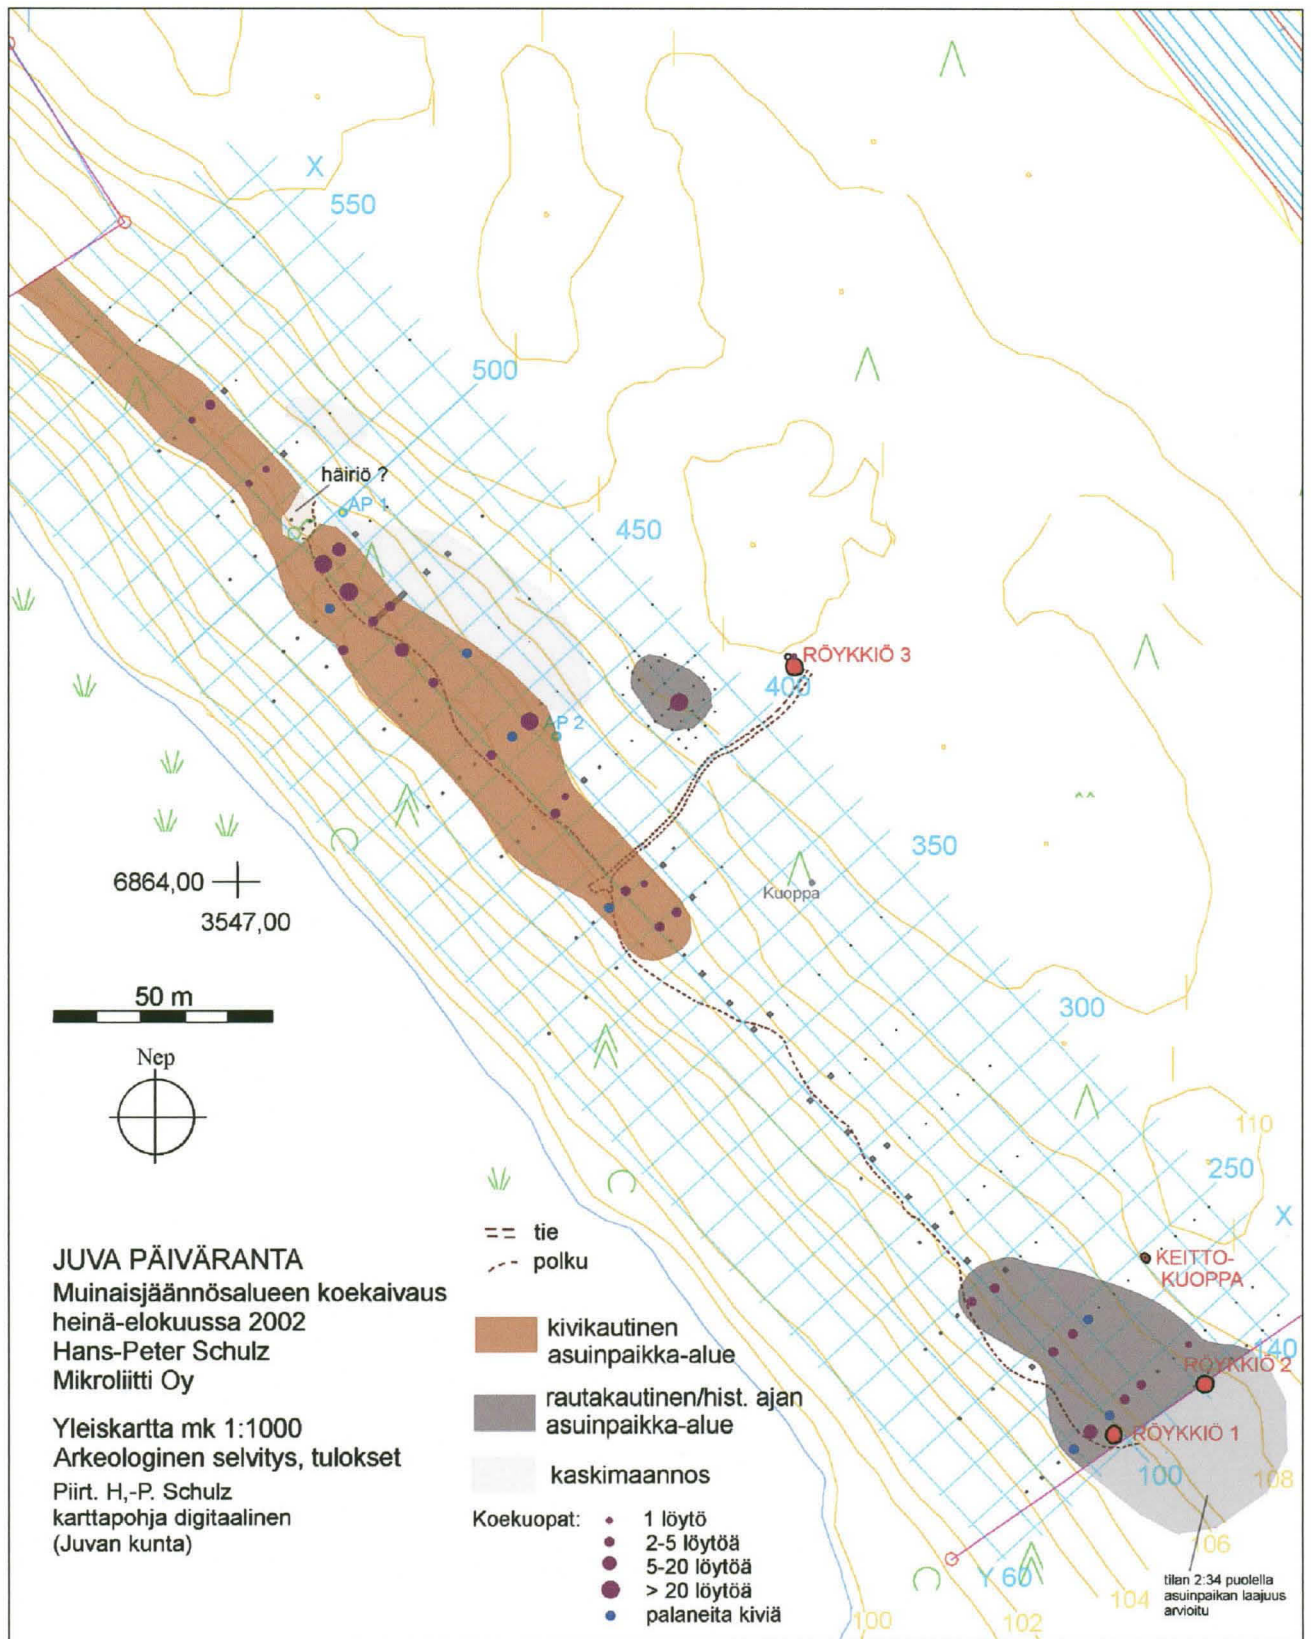 X
550
500
häiriö ?
AP 1
450
RÖYKKIÖ 3
400
AP 2
350
Kuoppa
6864,00
3547,00
300
50 m
Nep
110
250
X
KEITTO-
KUOPPA
140
RÖYKKIÖ 2
RÖYKKIÖ 1
100
108
106
Y 60
104
102
100
tilan 2:34 puolella
asuinpaikan laajuus
arvioitu
JUVA PÄIVÄRANTA
Muinaisjäännösalueen koekaivaus
heinä-elokuussa 2002
Hans-Peter Schulz
Mikroliitti Oy
Yleiskartta mk 1:1000
Arkeologinen selvitys, tulokset
Piirt. H,-P. Schulz
karttapohja digitaalinen
(Juvan kunta)
tie
polku
kivikautinen
asuinpaikka-alue
rautakautinen/hist. ajan
asuinpaikka-alue
kaskimaannos
Koekuopat:
1 löytö
2-5 löytöä
5-20 löytöä
> 20 löytöä
palaneita kiviä